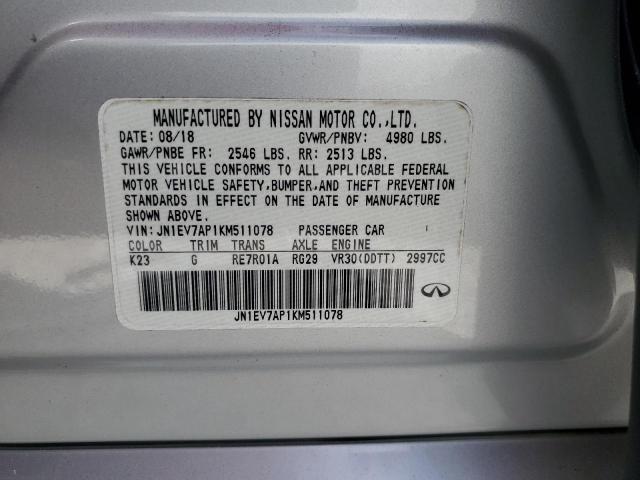 MANUFACTURED BY NISSAN MOTOR CO.,LTD.
DATE: 08/18 GVWR/PNBV: 4980 LBS.
GAWR/PNBE FR: 2546 LBS. RR: 2513 LBS.
THIS VEHICLE CONFORMS TO ALL APPLICABLE FEDERAL
MOTOR VEHICLE SAFETY,BUMPER,AND THEFT PREVENTION
STANDARDS IN EFFECT ON THE DATE OF MANUFACTURE
SHOWN ABOVE.
VIN: JN1EV7AP1KM511078 PASSENGER CAR
COLOR TRIM TRANS AXLE ENGINE
K23 G RE7R01A RG29 VR30(DDTT) 2997CC
JN1EV7AP1KM511078